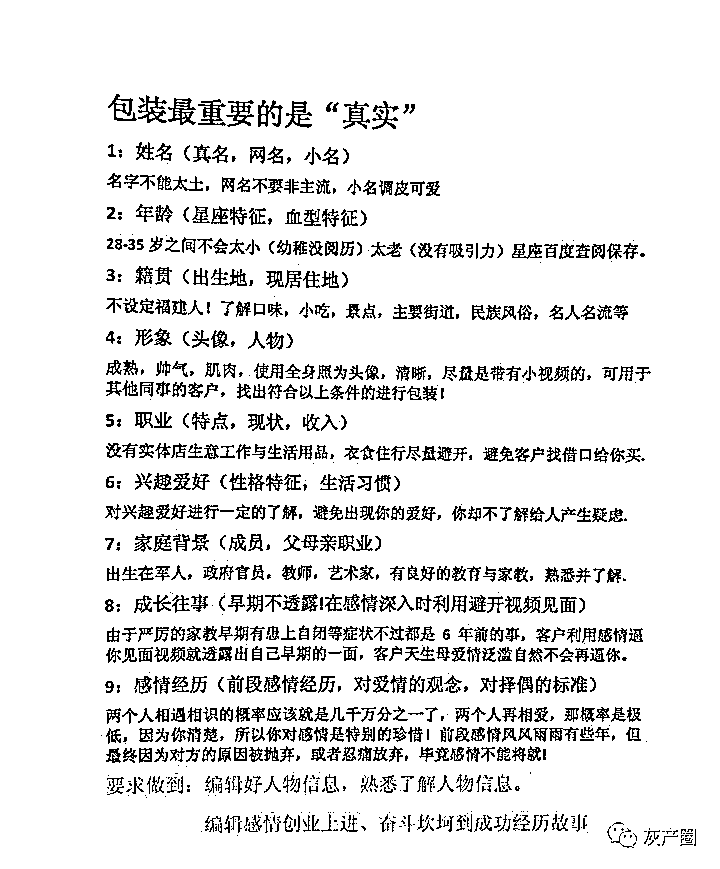 包装最重要的是“真实”
1：姓名（真名，网名，小名）
名字不能太土，网名不要非主流，小名调皮可爱
2：年龄（星座特征，血型特征）
28-35 岁之间不会太小（幼稚没阅历）太老（没有吸引力）星座百度查阅保存。
3：籍贯（出生地，现居住地）
不设定福建人！了解口味，小吃，景点，主要街道，民族风俗，名人名流等
4：形象（头像，人物）
成熟，帅气，肌肉，使用全身照为头像，清晰，尽量是带有小视频的，可用于
其他同事的客户，找出符合以上条件的进行包装！
5：职业（特点，现状，收入）
没有实体店生意工作与生活用品，衣食住行尽量避开，避免客户找借口给你买.
6：兴趣爱好（性格特征，生活习惯）
对兴趣爱好进行一定的了解，避免出现你的爱好，你却不了解给人产生疑虑.
7：家庭背景（成员，父母亲职业）
出生在军人，政府官员，教师，艺术家，有良好的教育与家教，熟悉并了解.
8：成长往事（早期不透露!在感情深入时利用避开视频见面）
由于严厉的家教早期有患上自闭等症状不过都是 6 年前的事，客户利用感情逼
你见面视频就透露出自己早期的一面，客户天生母爱情泛滥自然不会再逼你。
9：感情经历（前段感情经历，对爱情的观念，对择偶的标准）
两个人相遇相识的概率应该就是几千万分之一了，两个人再相爱，那概率是极
低，因为你清楚，所以你对感情是特别的珍惜！前段感情风风雨雨有些年，但
最终因为对方的原因被抛弃，或者忍痛放弃，毕竟感情不能将就!
要求做到：编辑好人物信息，熟悉了解人物信息。
编辑感情创业上进、奋斗坎坷到成功经历故事
灰产圈